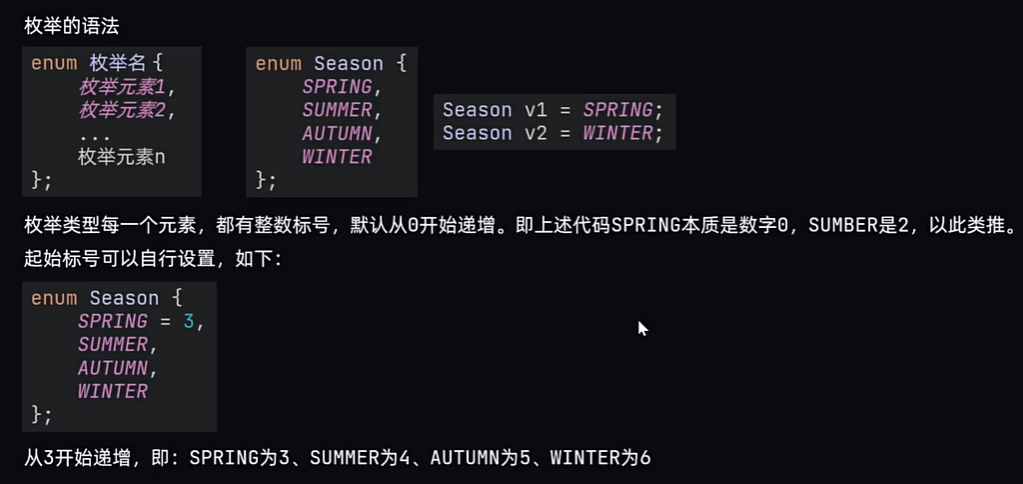 枚举的语法
enum 枚举名 {
枚举元素1,
枚举元素2,
...
枚举元素n
};
enum Season {
SPRING,
SUMMER,
AUTUMN,
WINTER
};
Season v1 = SPRING;
Season v2 = WINTER;
枚举类型每一个元素，都有整数标号，默认从0开始递增。即上述代码SPRING本质是数字0，SUMBER是2，以此类推。
起始标号可以自行设置，如下：
enum Season {
SPRING = 3,
SUMMER,
AUTUMN,
WINTER
};
从3开始递增，即：SPRING为3、SUMMER为4、AUTUMN为5、WINTER为6